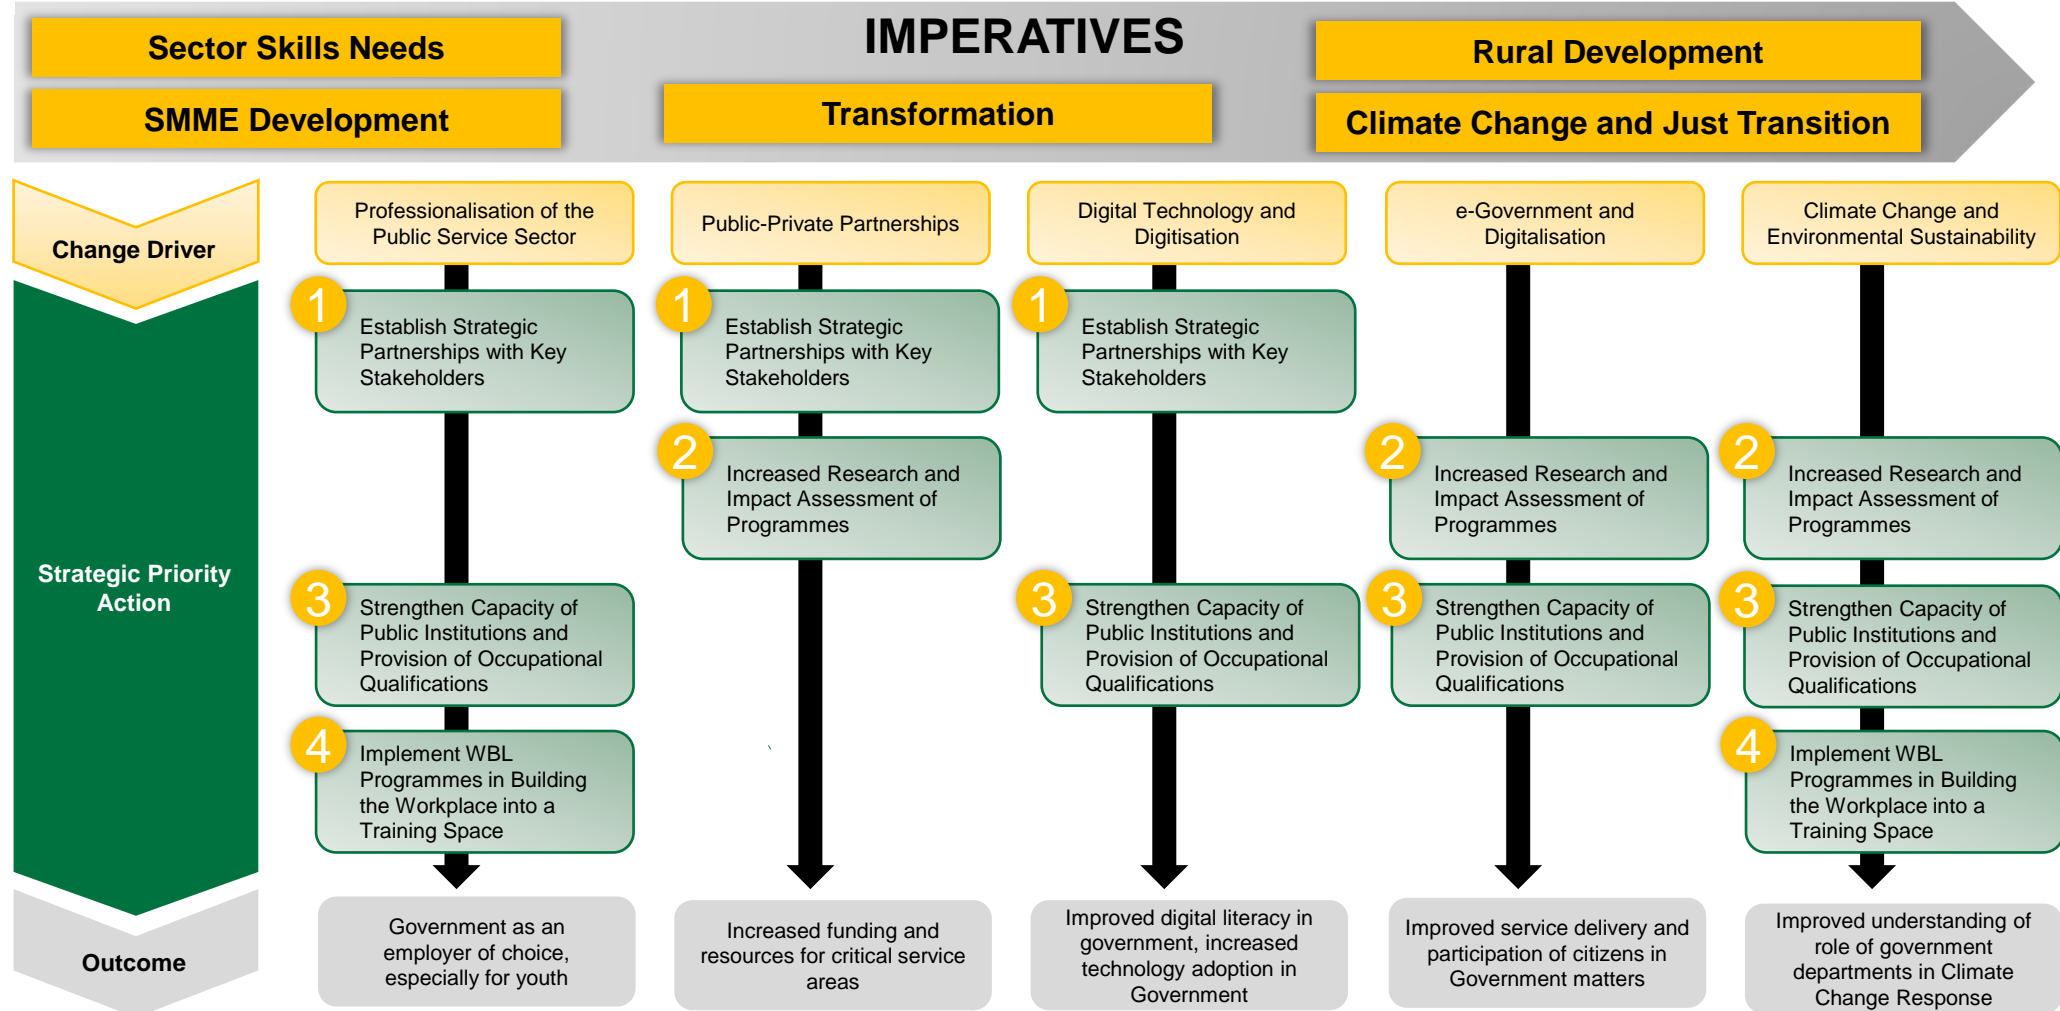 IMPERATIVES
Sector Skills Needs
SMME Development
Transformation
Rural Development
Climate Change and Just Transition
Change Driver
Professionalisation of the
Public Service Sector
Public-Private Partnerships
Digital Technology and
Digitisation
e-Government and
Digitalisation
Climate Change and
Environmental Sustainability
Strategic Priority
Action
1
Establish Strategic
Partnerships with Key
Stakeholders
1
Establish Strategic
Partnerships with Key
Stakeholders
1
Establish Strategic
Partnerships with Key
Stakeholders
2
Increased Research and
Impact Assessment of
Programmes
2
Increased Research and
Impact Assessment of
Programmes
2
Increased Research and
Impact Assessment of
Programmes
3
Strengthen Capacity of
Public Institutions and
Provision of Occupational
Qualifications
3
Strengthen Capacity of
Public Institutions and
Provision of Occupational
Qualifications
3
Strengthen Capacity of
Public Institutions and
Provision of Occupational
Qualifications
3
Strengthen Capacity of
Public Institutions and
Provision of Occupational
Qualifications
4
Implement WBL
Programmes in Building
the Workplace into a
Training Space
4
Implement WBL
Programmes in Building
the Workplace into a
Training Space
Outcome
Government as an
employer of choice,
especially for youth
Increased funding and
resources for critical service
areas
Improved digital literacy in
government, increased
technology adoption in
Government
Improved service delivery and
participation of citizens in
Government matters
Improved understanding of
role of government
departments in Climate
Change Response